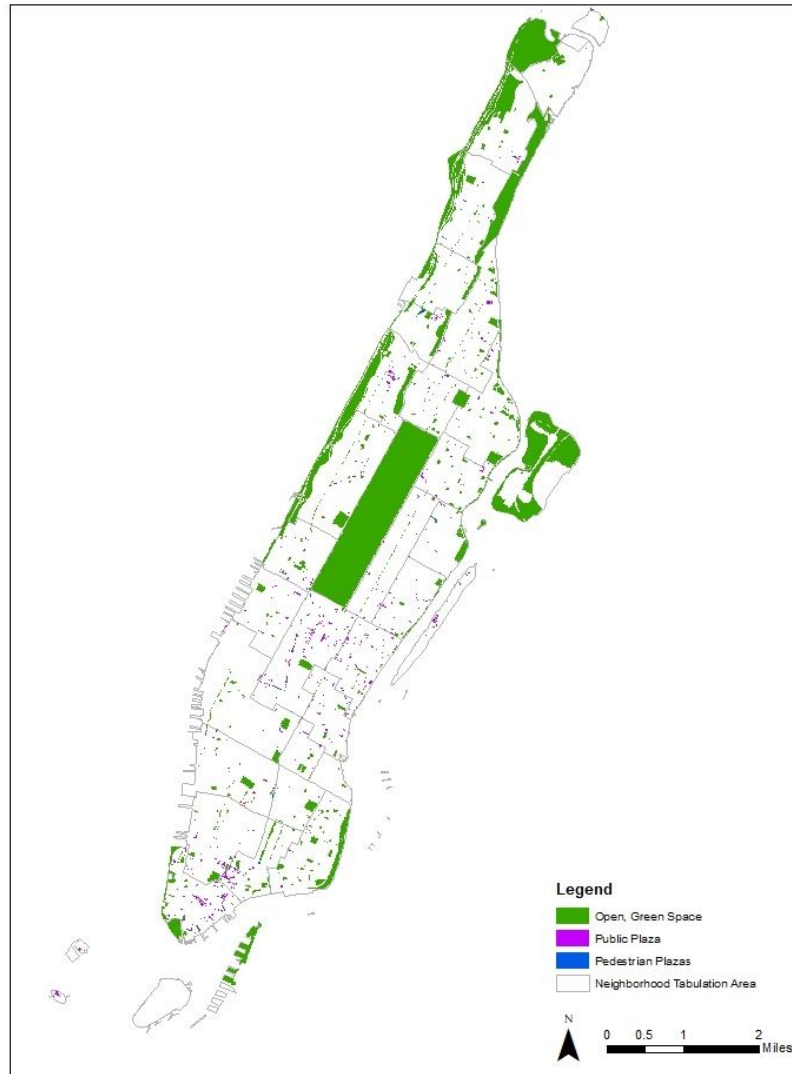 Legend
Open, Green Space
Public Plaza
Pedestrian Plazas
Neighborhood Tabulation Area
N
0 0.5 1 2
Miles